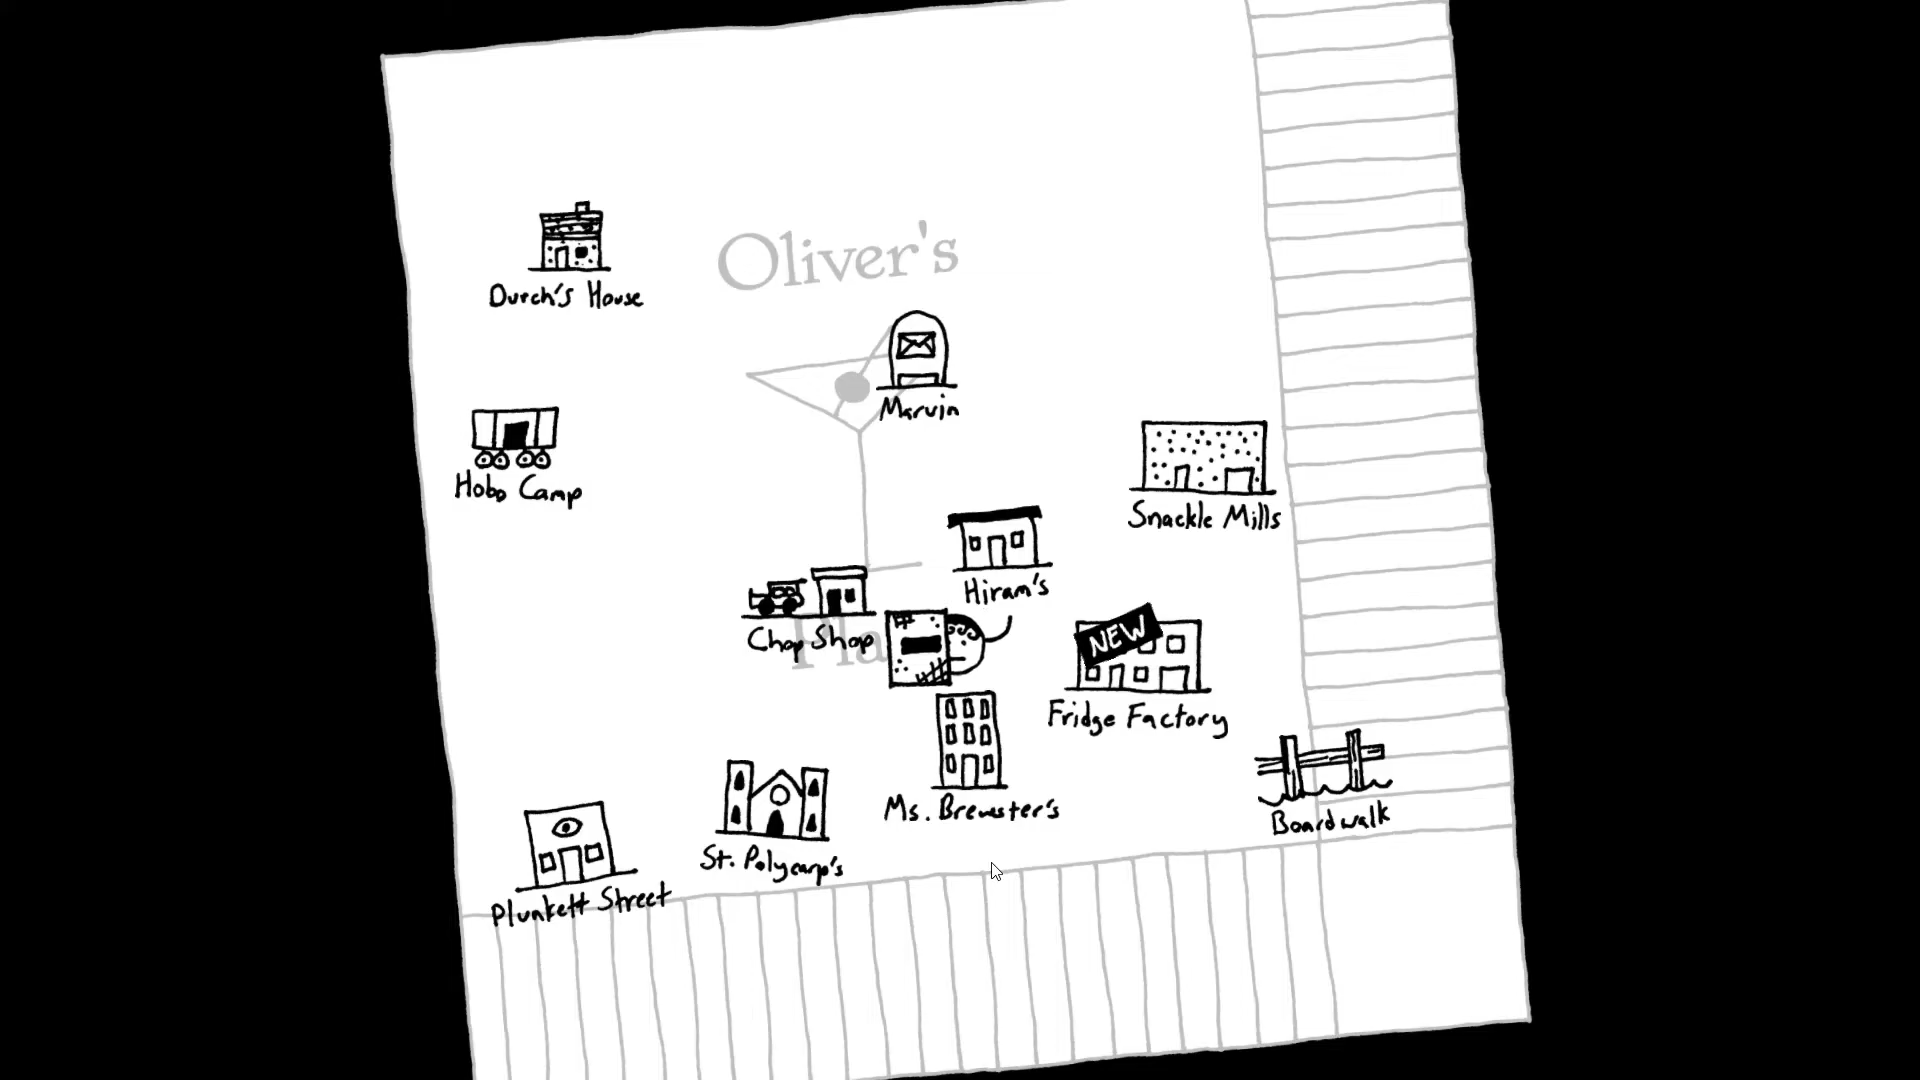 Oliver's
Durch's House
Marvin
Hobo Camp
Snackle Mills
Hiram's
Chop Shop
Pla
NEW
Fridge Factory
Ms. Brewster's
Boardwalk
St. Polycarp's
Plunkett Street